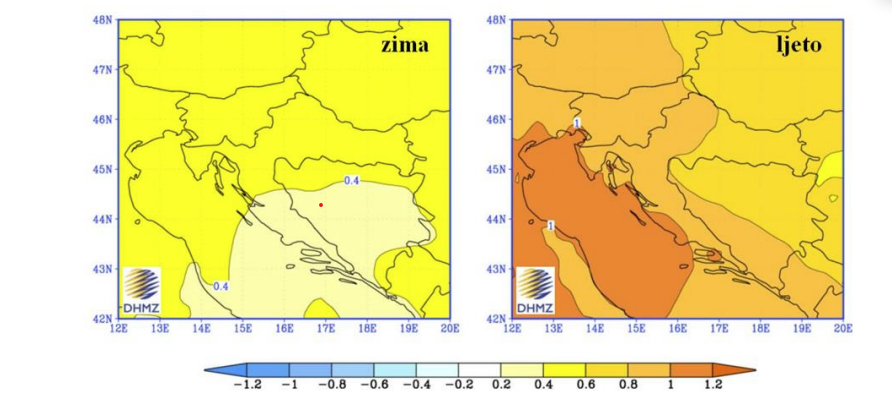 zima
48N
47N
46N
45N
44N
43N
42N
0.4
0.4
DHMZ
12E 13E 14E 15E 16E 17E 18E 19E 20E
ljeto
48N
47N
46N
45N
44N
43N
42N
1
1
DHMZ
12E 13E 14E 15E 16E 17E 18E 19E 20E
−1.2 −1 −0.8 −0.6 −0.4 −0.2 0.2 0.4 0.6 0.8 1 1.2